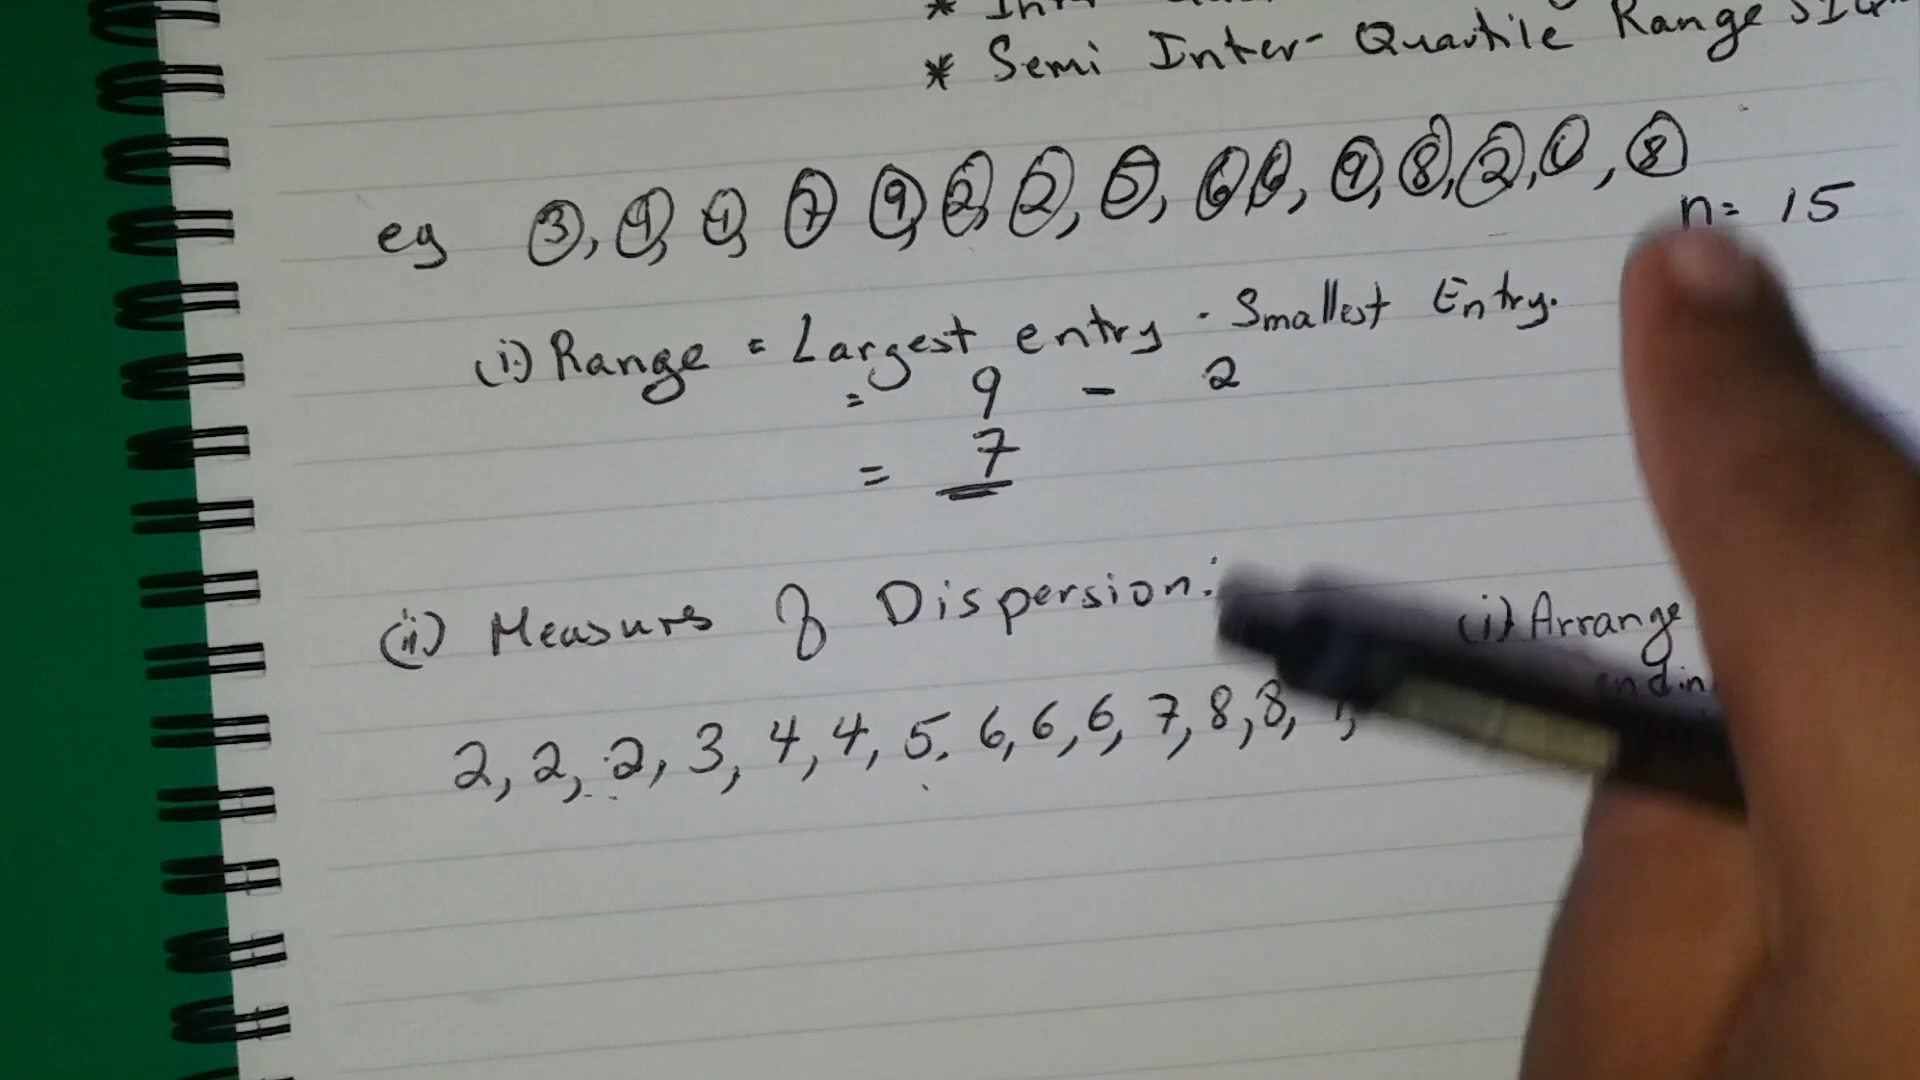 * Semi Inter-Quartile Range
eg 3, 4, 4, 7 9, 2, 2, 5, 6, 6, 9, 8, 2, 6, 8
n= 15
(i) Range = Largest entry - Smallest Entry.
= 9 - 2
= 7
(ii) Measures of Dispersion:
(i) Arrange
2, 2, 2, 3, 4, 4, 5. 6, 6, 6, 7, 8, 8,